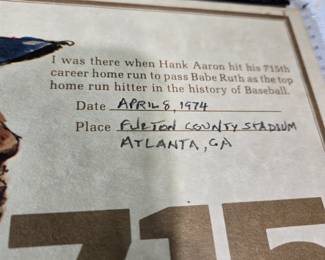 I was there when Hank Aaron hit his 715th
career home run to pass Babe Ruth as the top
home run hitter in the history of Baseball.
Date APRIL 8, 1974
Place FULTON COUNTY STADIUM
ATLANTA, GA
715